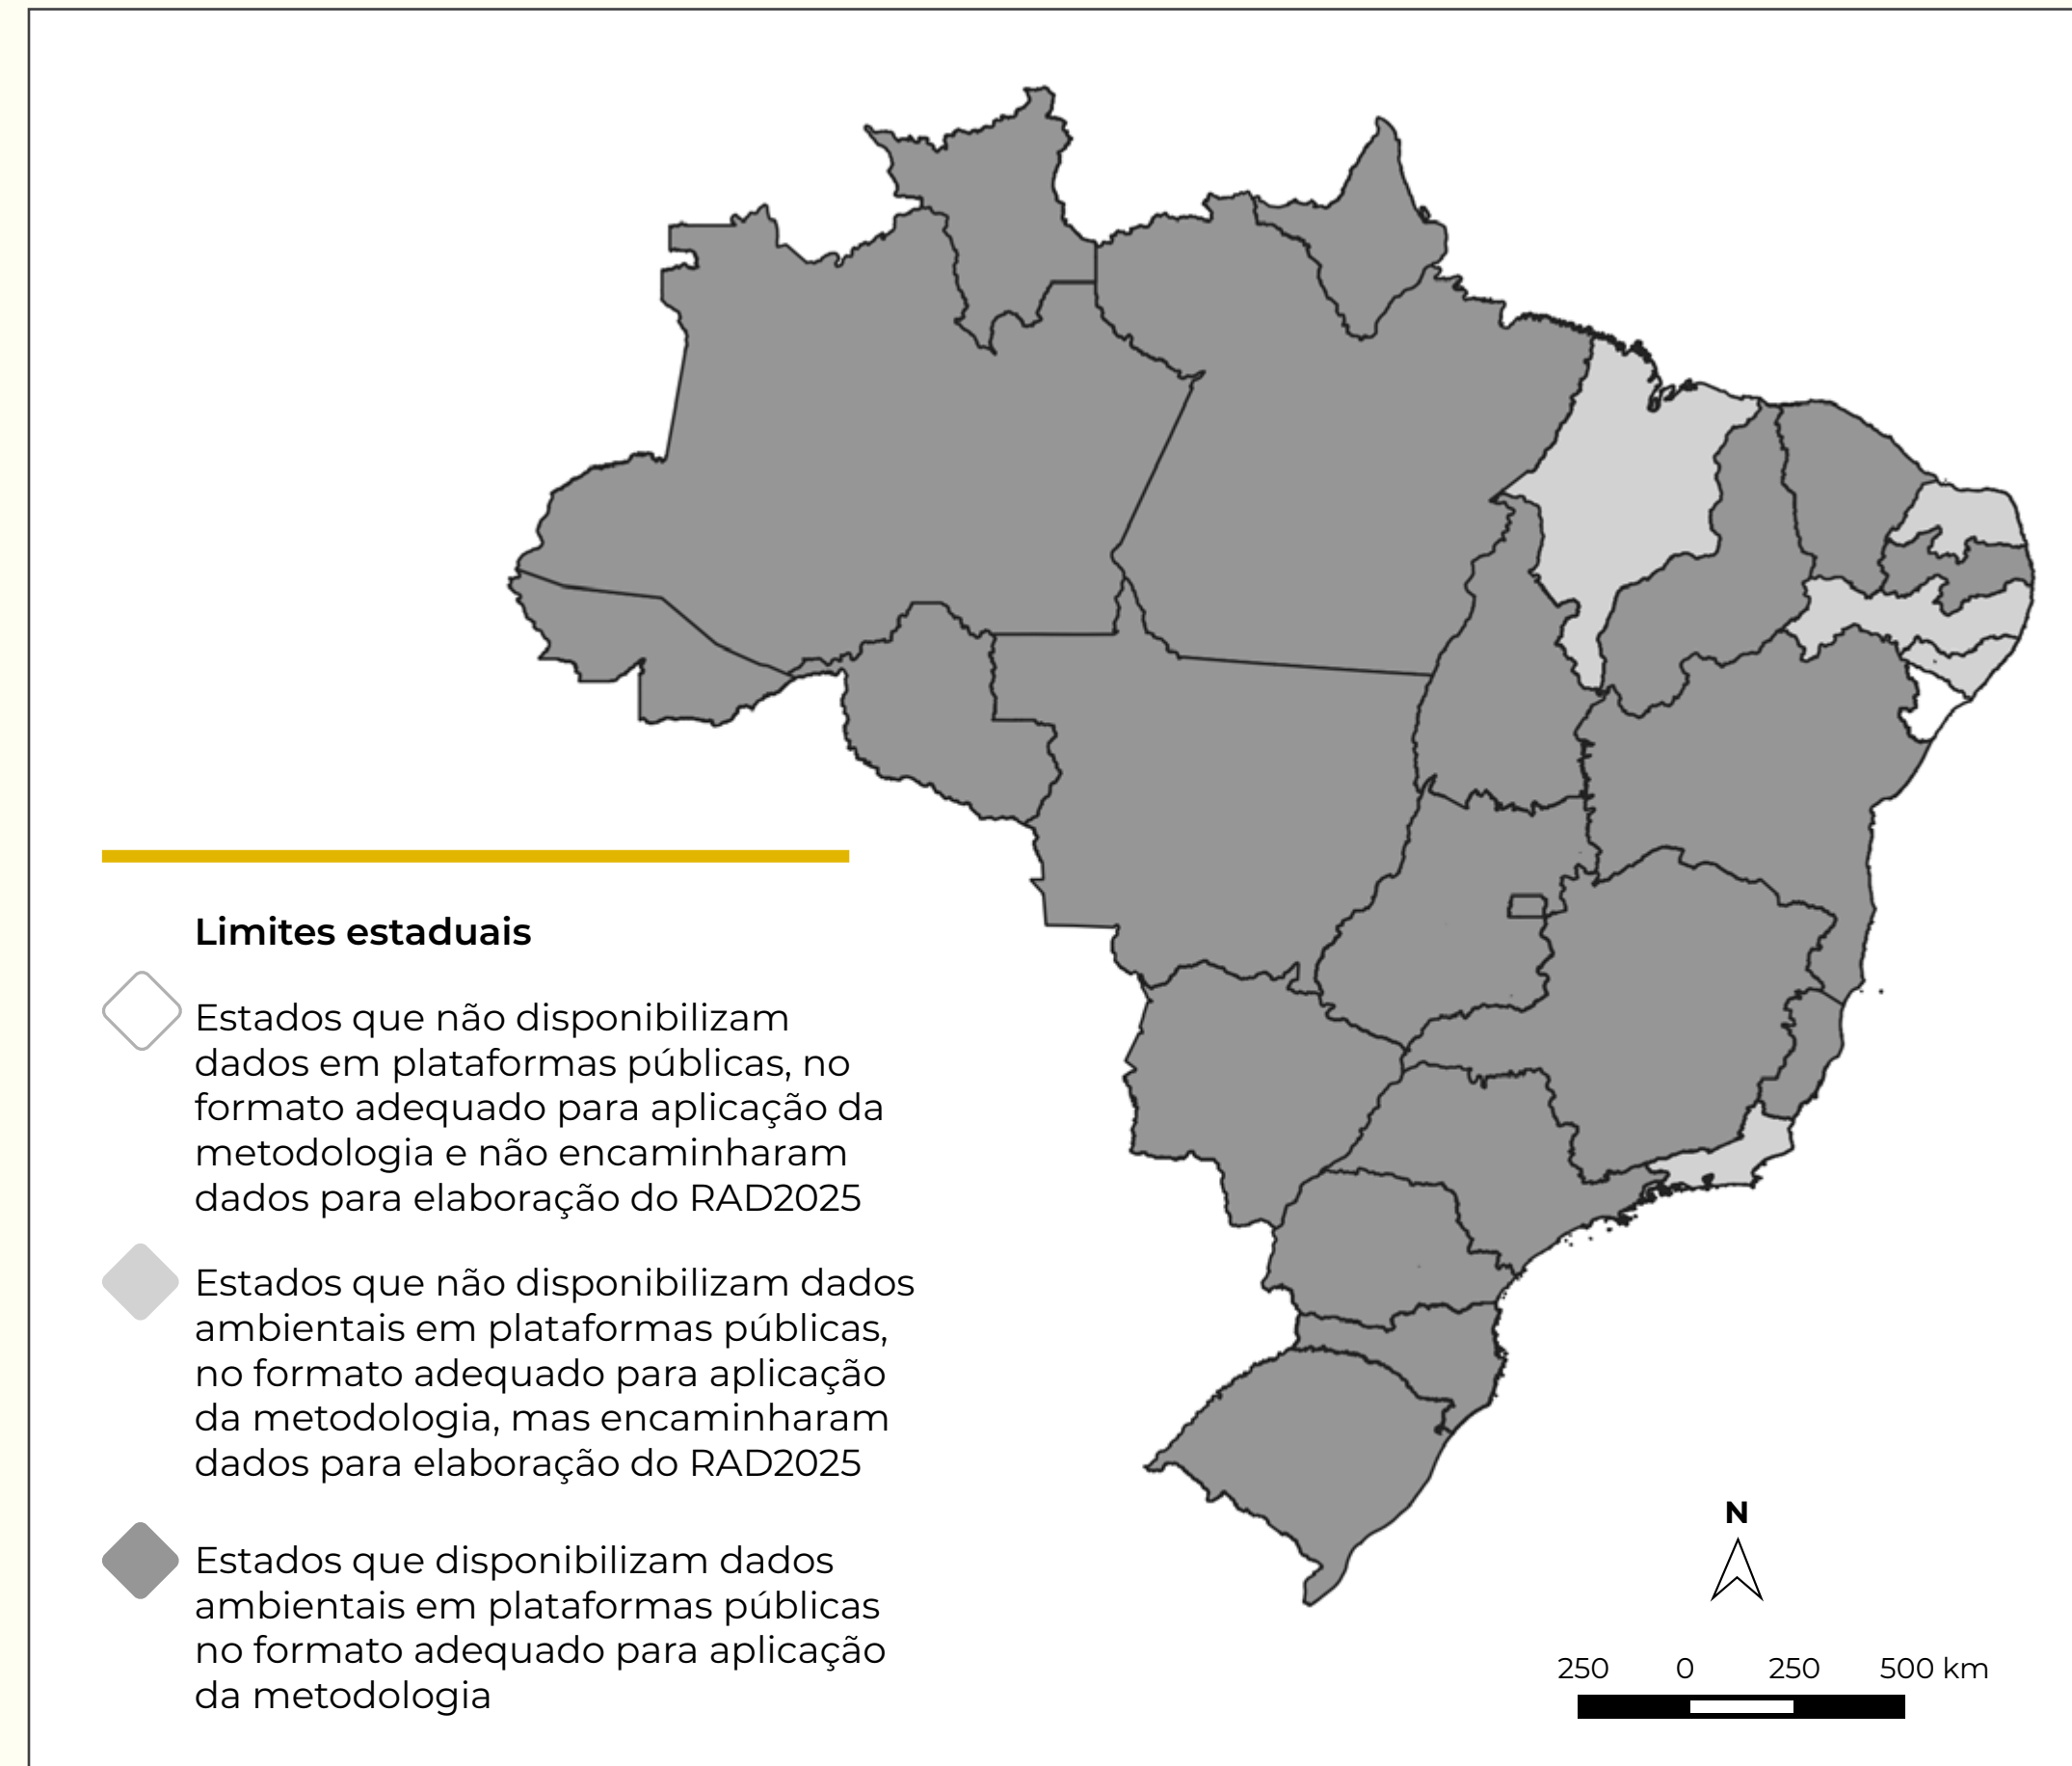 Limites estaduais
Estados que não disponibilizam
dados em plataformas públicas, no
formato adequado para aplicação da
metodologia e não encaminharam
dados para elaboração do RAD2025
Estados que não disponibilizam dados
ambientais em plataformas públicas,
no formato adequado para aplicação
da metodologia, mas encaminharam
dados para elaboração do RAD2025
Estados que disponibilizam dados
ambientais em plataformas públicas
no formato adequado para aplicação
da metodologia
N
250 0 250 500 km